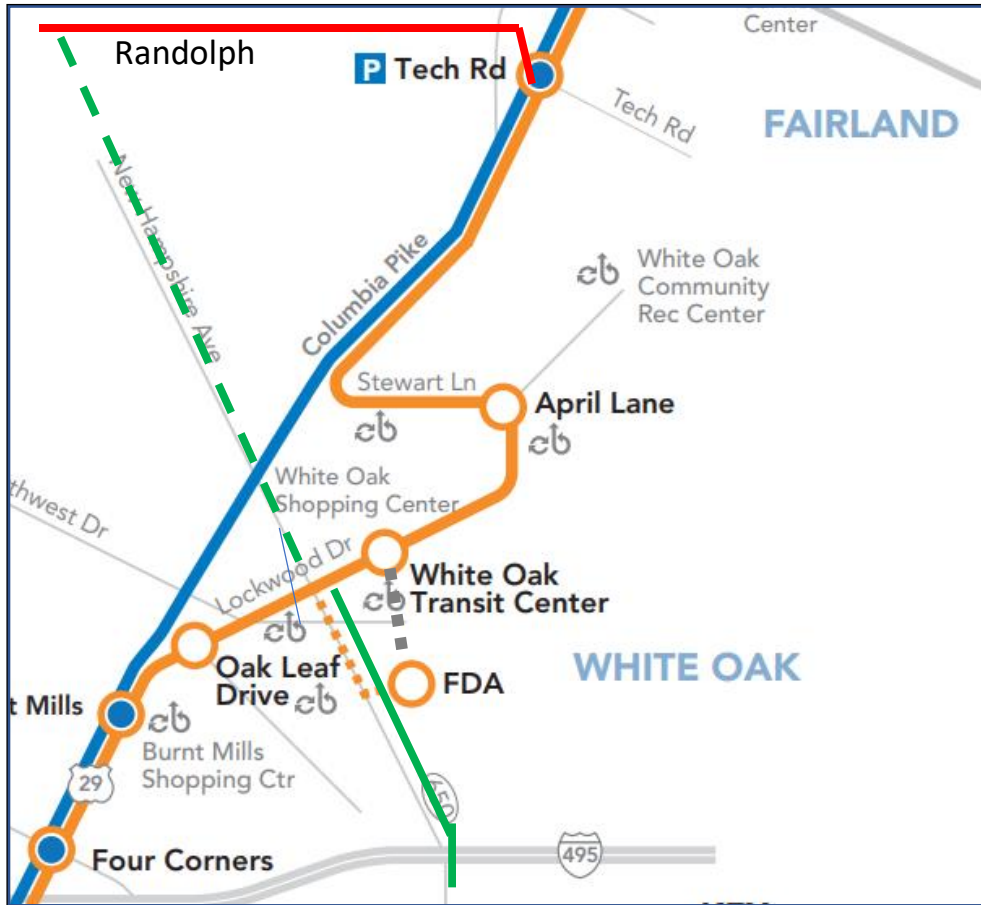 Center
Randolph
P Tech Rd
Tech Rd
FAIRLAND
New Hampshire Ave
Columbia Pike
White Oak
Community
Rec Center
Stewart Ln
April Lane
White Oak
Shopping Center
thwest Dr
Lockwood Dr
White Oak
Transit Center
Oak Leaf
Drive
FDA
WHITE OAK
t Mills
Burnt Mills
Shopping Ctr
29
650
495
Four Corners